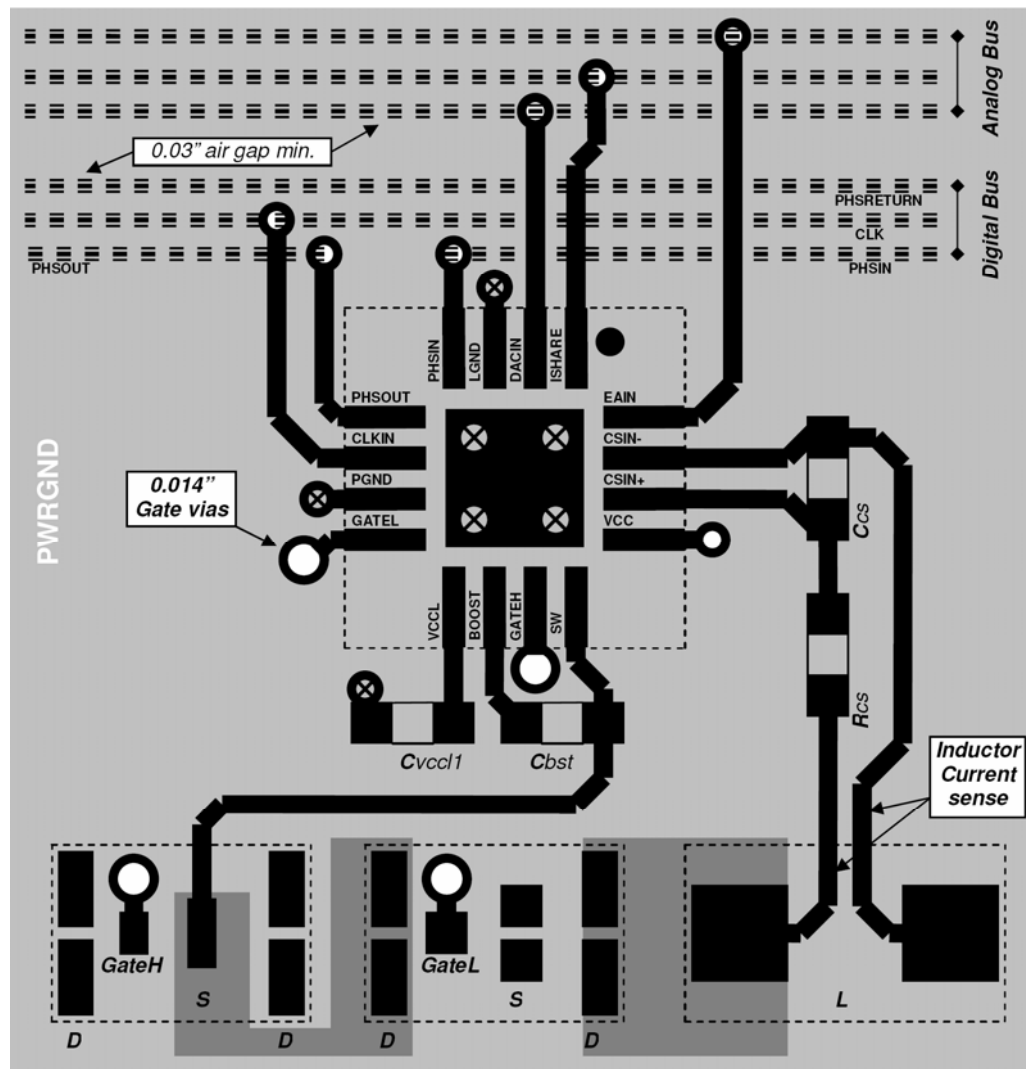 Analog Bus
0.03” air gap min.
PHSRETURN
CLK
PHSOUT
PHSIN
Digital Bus
PHSIN
LGND
DACIN
ISHARE
PHSOUT
CLKIN
PGND
GATEL
EAIN
CSIN-
CSIN+
VCC
PWRGND
0.014”
Gate vias
Ccs
VCCL
BOOST
GATEH
SW
Rcs
Cvccl1
Cbst
Inductor
Current
sense
GateH
S
D
D
GateL
S
D
D
L